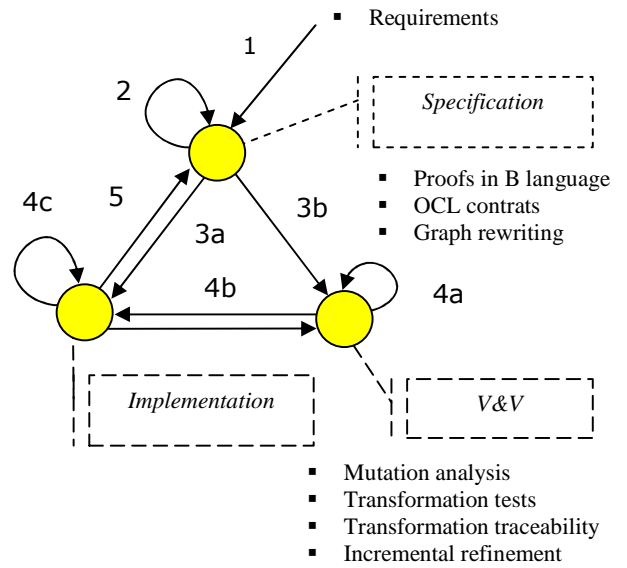 ▪ Requirements
1
2
Specification
▪ Proofs in B language
▪ OCL contrats
▪ Graph rewriting
4c
5
3a
3b
4b
4a
Implementation
V&V
▪ Mutation analysis
▪ Transformation tests
▪ Transformation traceability
▪ Incremental refinement